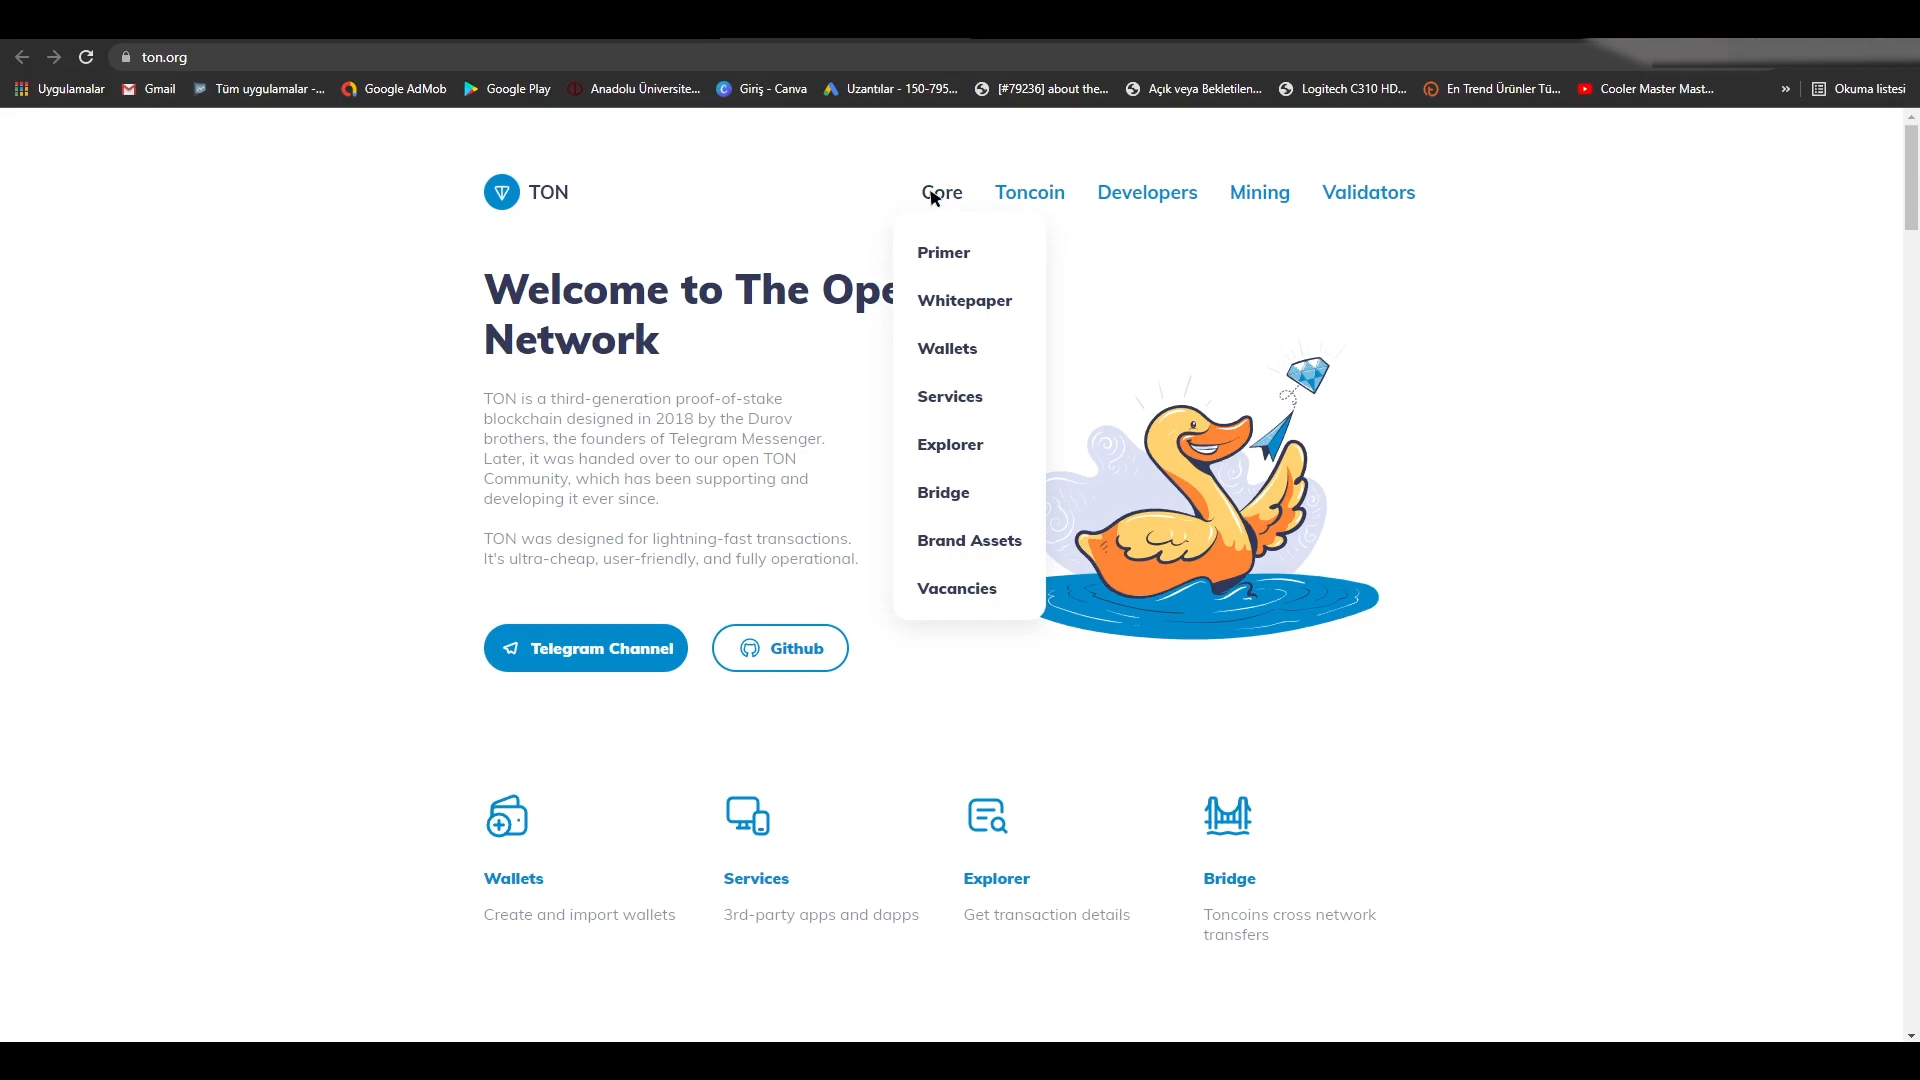 ton.org
Uygulamalar
Gmail
Tüm uygulamalar -...
Google AdMob
Google Play
Anadolu Üniversite...
Giriş - Canva
Uzantılar - 150-795...
[#79236] about the...
Açık veya Bekletilen...
Logitech C310 HD...
En Trend Ürünler Tü...
Cooler Master Mast...
»
Okuma listesi
TON
Core
Toncoin
Developers
Mining
Validators
Primer
Whitepaper
Wallets
Services
Explorer
Bridge
Brand Assets
Vacancies
Welcome to The Ope
Network
TON is a third-generation proof-of-stake
blockchain designed in 2018 by the Durov
brothers, the founders of Telegram Messenger.
Later, it was handed over to our open TON
Community, which has been supporting and
developing it ever since.
TON was designed for lightning-fast transactions.
It's ultra-cheap, user-friendly, and fully operational.
Telegram Channel
Github
Wallets
Create and import wallets
Services
3rd-party apps and dapps
Explorer
Get transaction details
Bridge
Toncoins cross network
transfers